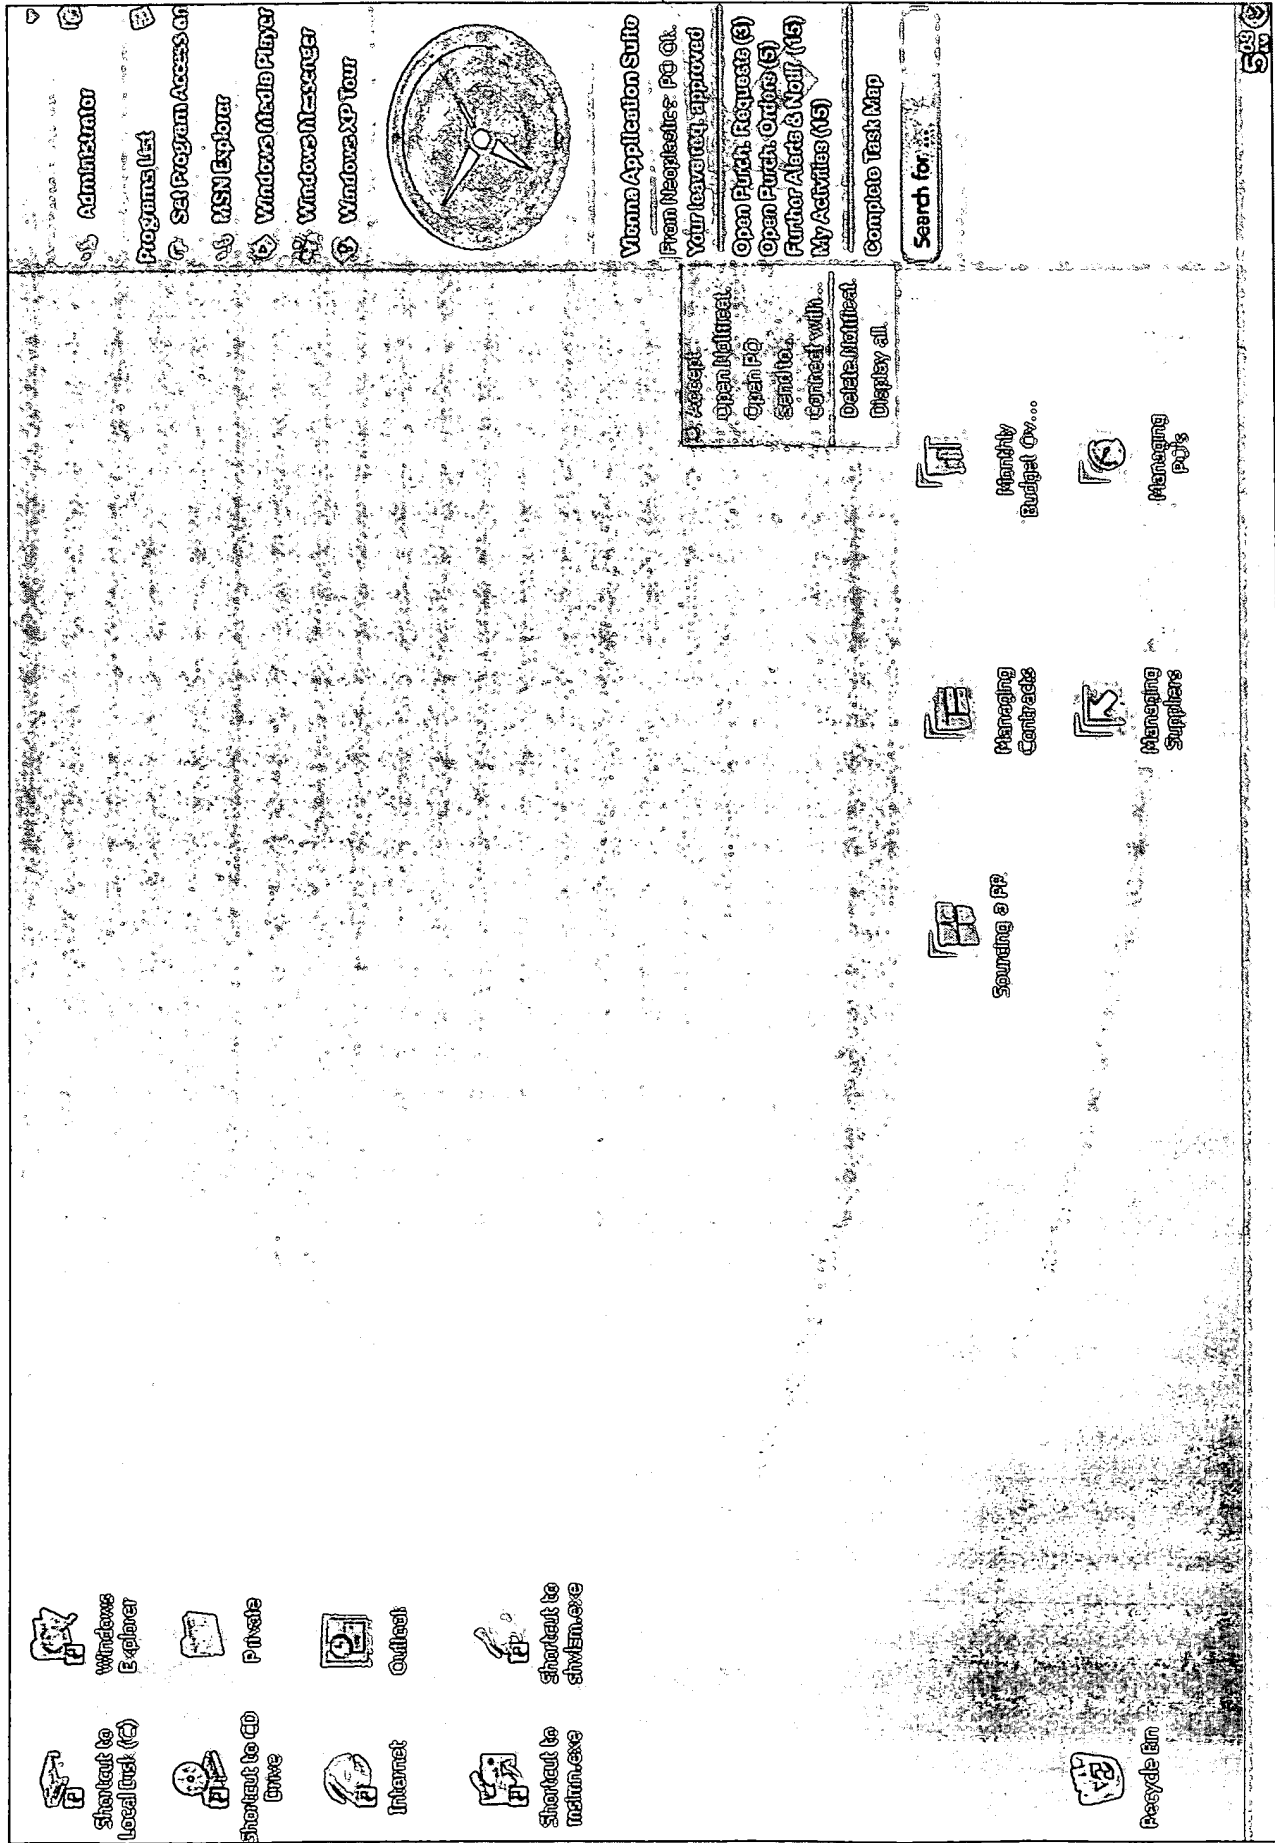 Shortcut to
Local Disk (C)
Windows
Explorer
Shortcut to CD
Drive
Private
Internet
Outlook
Shortcut to
Shortcut to
Recycle Bin
Sourcing a PR
Managing
Contracts
Monthly
Budget Ov...
Managing
Suppliers
Managing
PO's
Administrator
Programs List
Set Program Access an
MSN Explorer
Windows Media Player
Windows Messenger
Windows XP Tour
Vienna Application Suite
From Neoplastics: PO Ok.
Your leave req. approved
Open Purch. Requests (3)
Open Purch. Orders (5)
Further Alerts & Notif. (15)
My Activities (15)
Complete Task Map
Search for, ...
Accept
Open Notificat.
Open PO
Send to...
Connect with...
Delete Notificat.
Display all